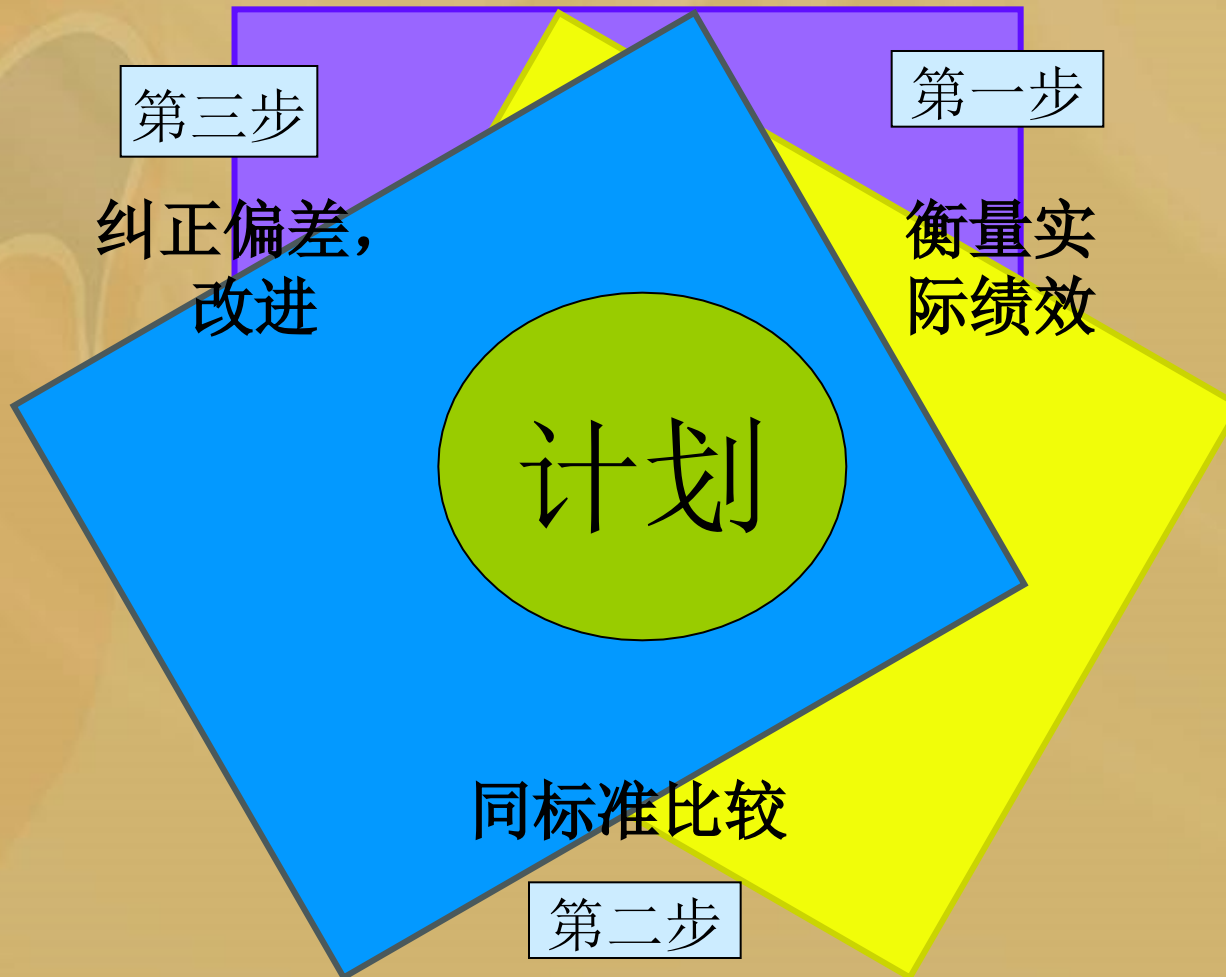 第一步
衡量实
际绩效
计划
同标准比较
第二步
第三步
纠正偏差，
改进